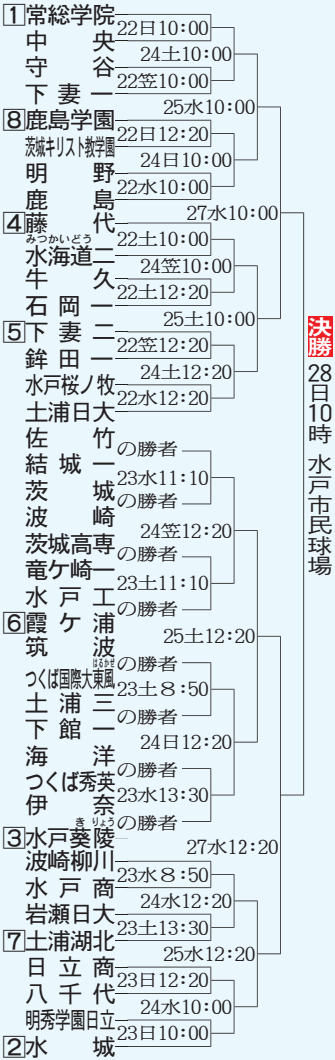 1常総学院
22日10:00
中央
24土10:00
守谷
22笠10:00
下妻一
25水10:00
8鹿島学園
22日12:20
茨城キリスト教学園
24日10:00
明野
22水10:00
鹿島
27水10:00
4藤代
22土10:00
みつかいどう
水海道二
24笠10:00
牛久
22土12:20
石岡一
25土10:00
5下妻二
22笠12:20
鉾田一
24土12:20
水戸桜ノ牧
22水12:20
土浦日大
決勝 28日10時 水戸市民球場
佐竹
の勝者
結城一
23水11:10
茨城
の勝者
波崎
24笠12:20
茨城高専
の勝者
竜ケ崎一
23土11:10
水戸工
の勝者
6霞ケ浦
25土12:20
筑波
の勝者
はるかぜ
つくば国際大東風
23土8:50
土浦三
の勝者
下館一
24日12:20
海洋
の勝者
つくば秀英
23水13:30
伊奈
の勝者
きりょう
3水戸葵陵
27水12:20
波崎柳川
23水8:50
水戸商
24水12:20
岩瀬日大
23土13:30
7土浦湖北
25水12:20
日立商
23日12:20
八千代
24水10:00
明秀学園日立
23日10:00
2水城